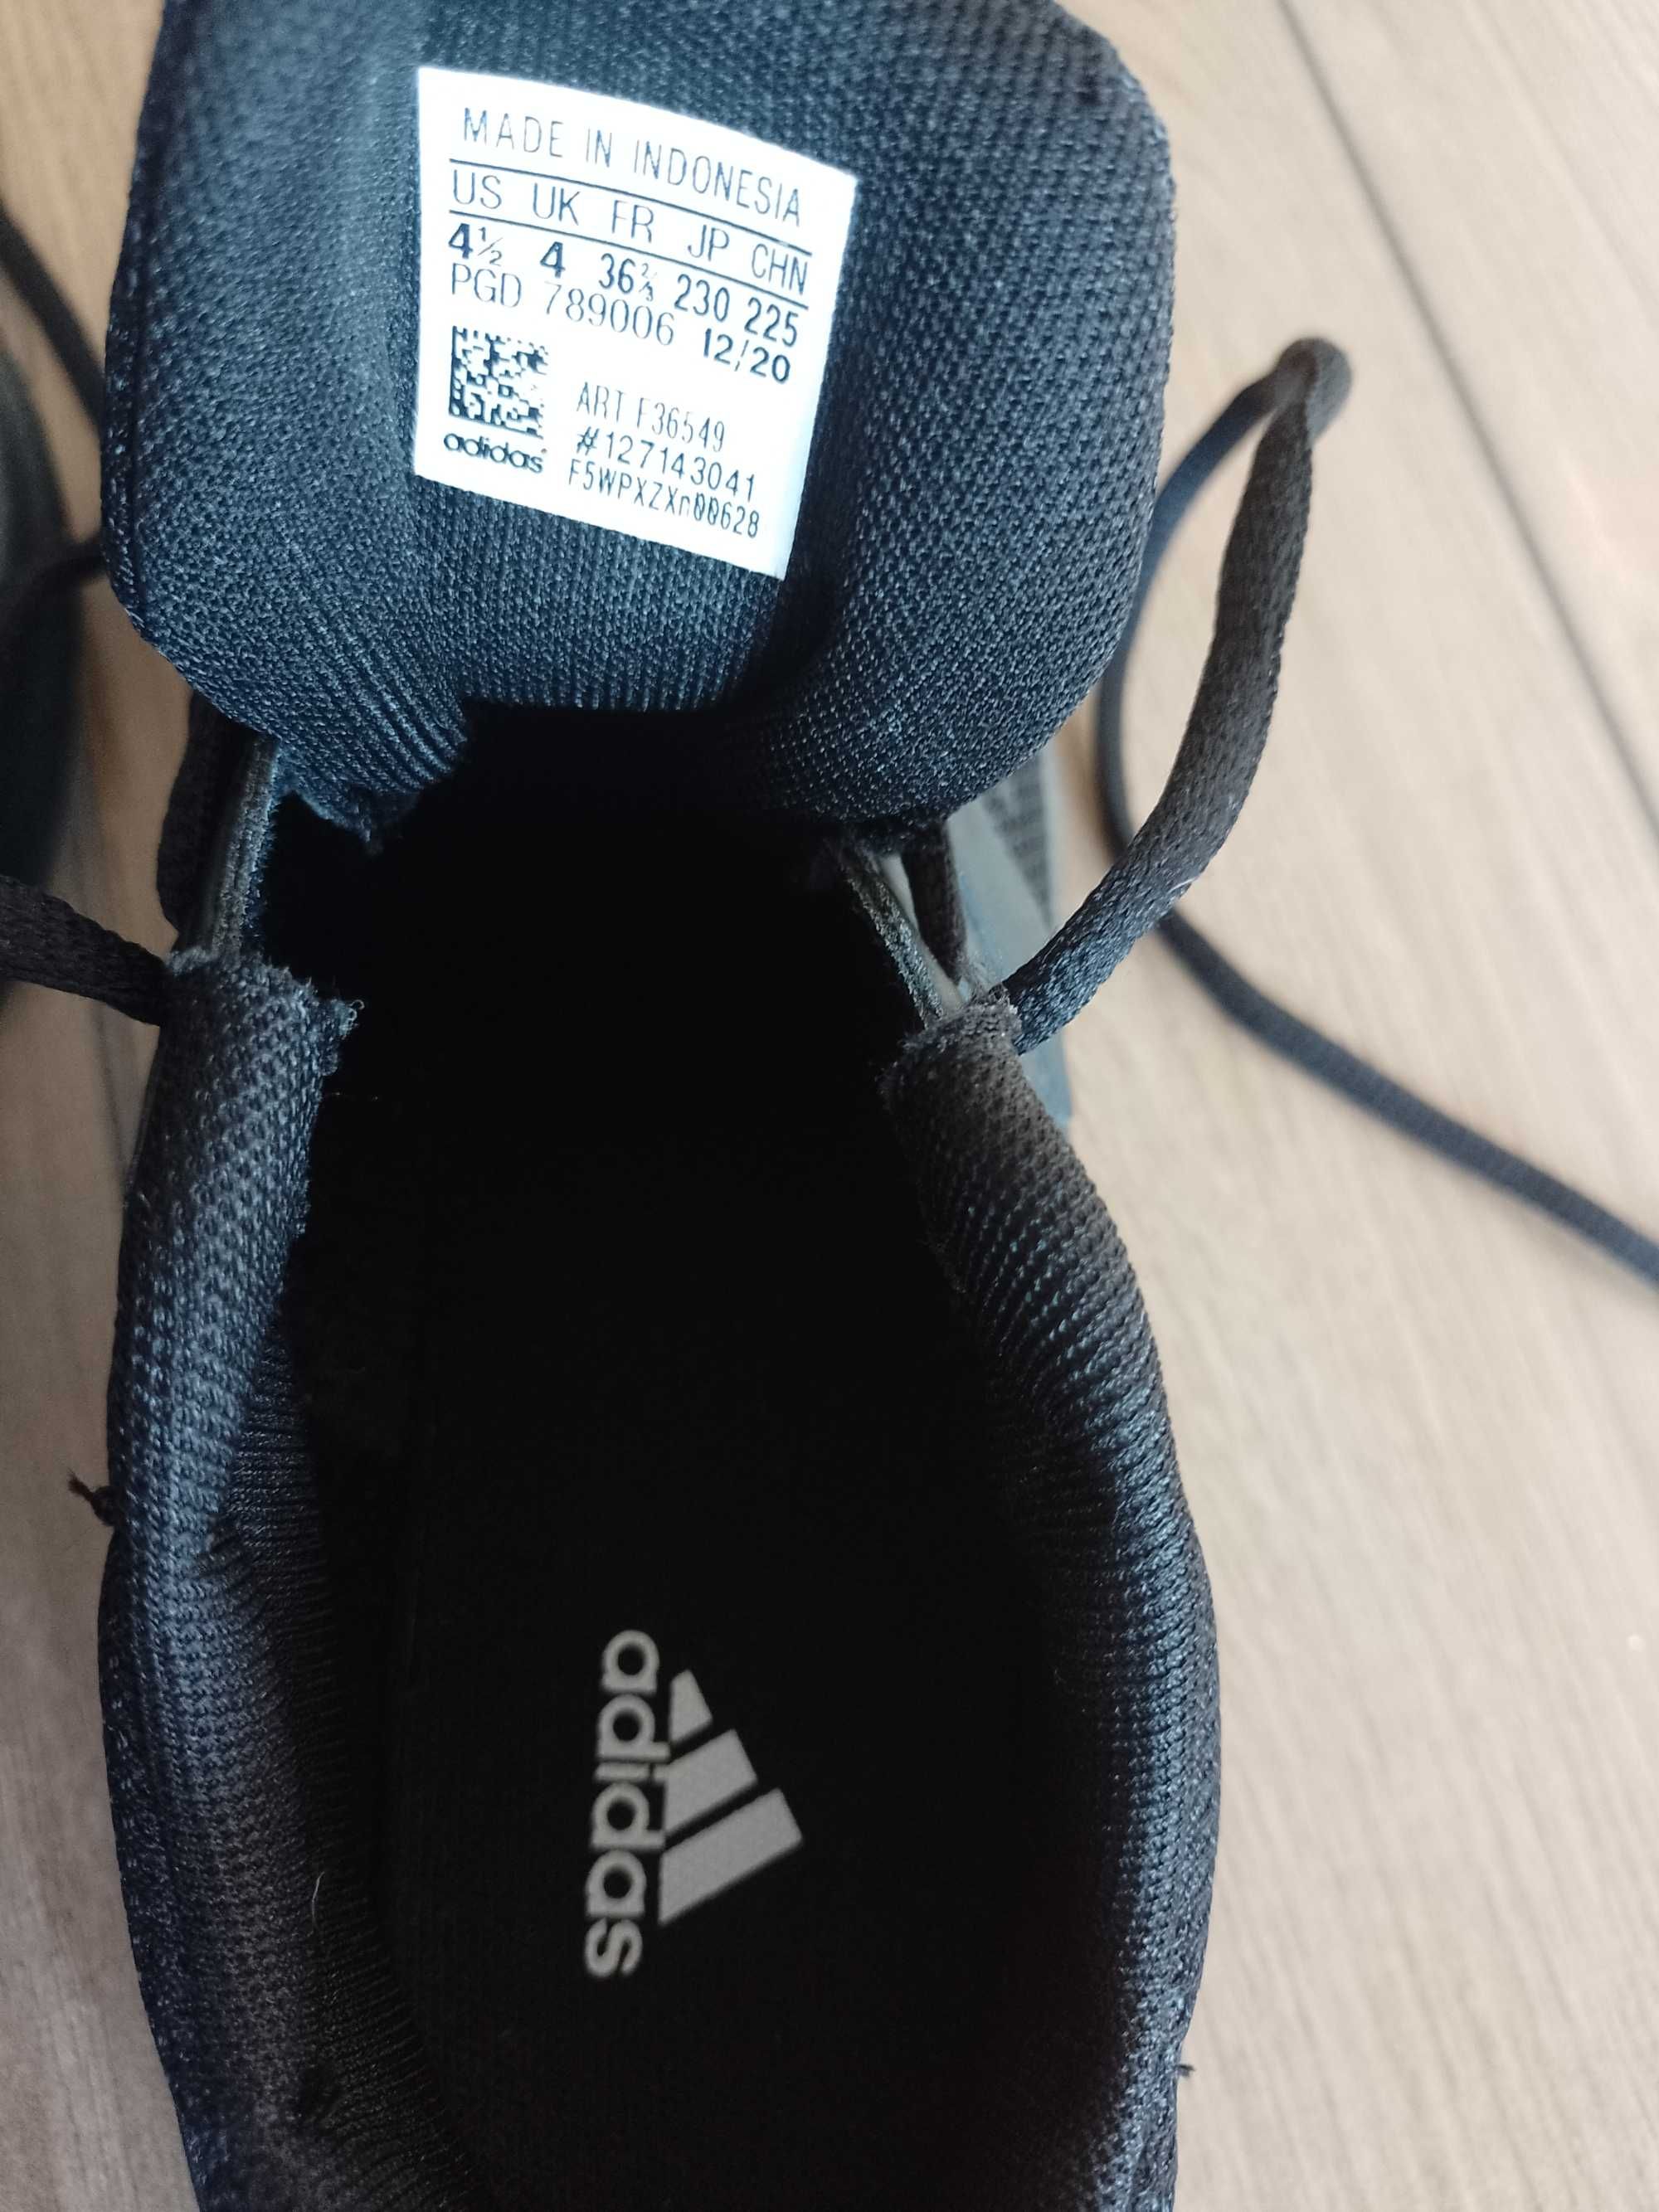 MADE IN INDONESIA
US UK FR JP CHN
4½ 4 36⅔ 230 225
PGD 789006 12/20
ART F36549
#127143041
F5WPXZXn00628
adidas
adidas